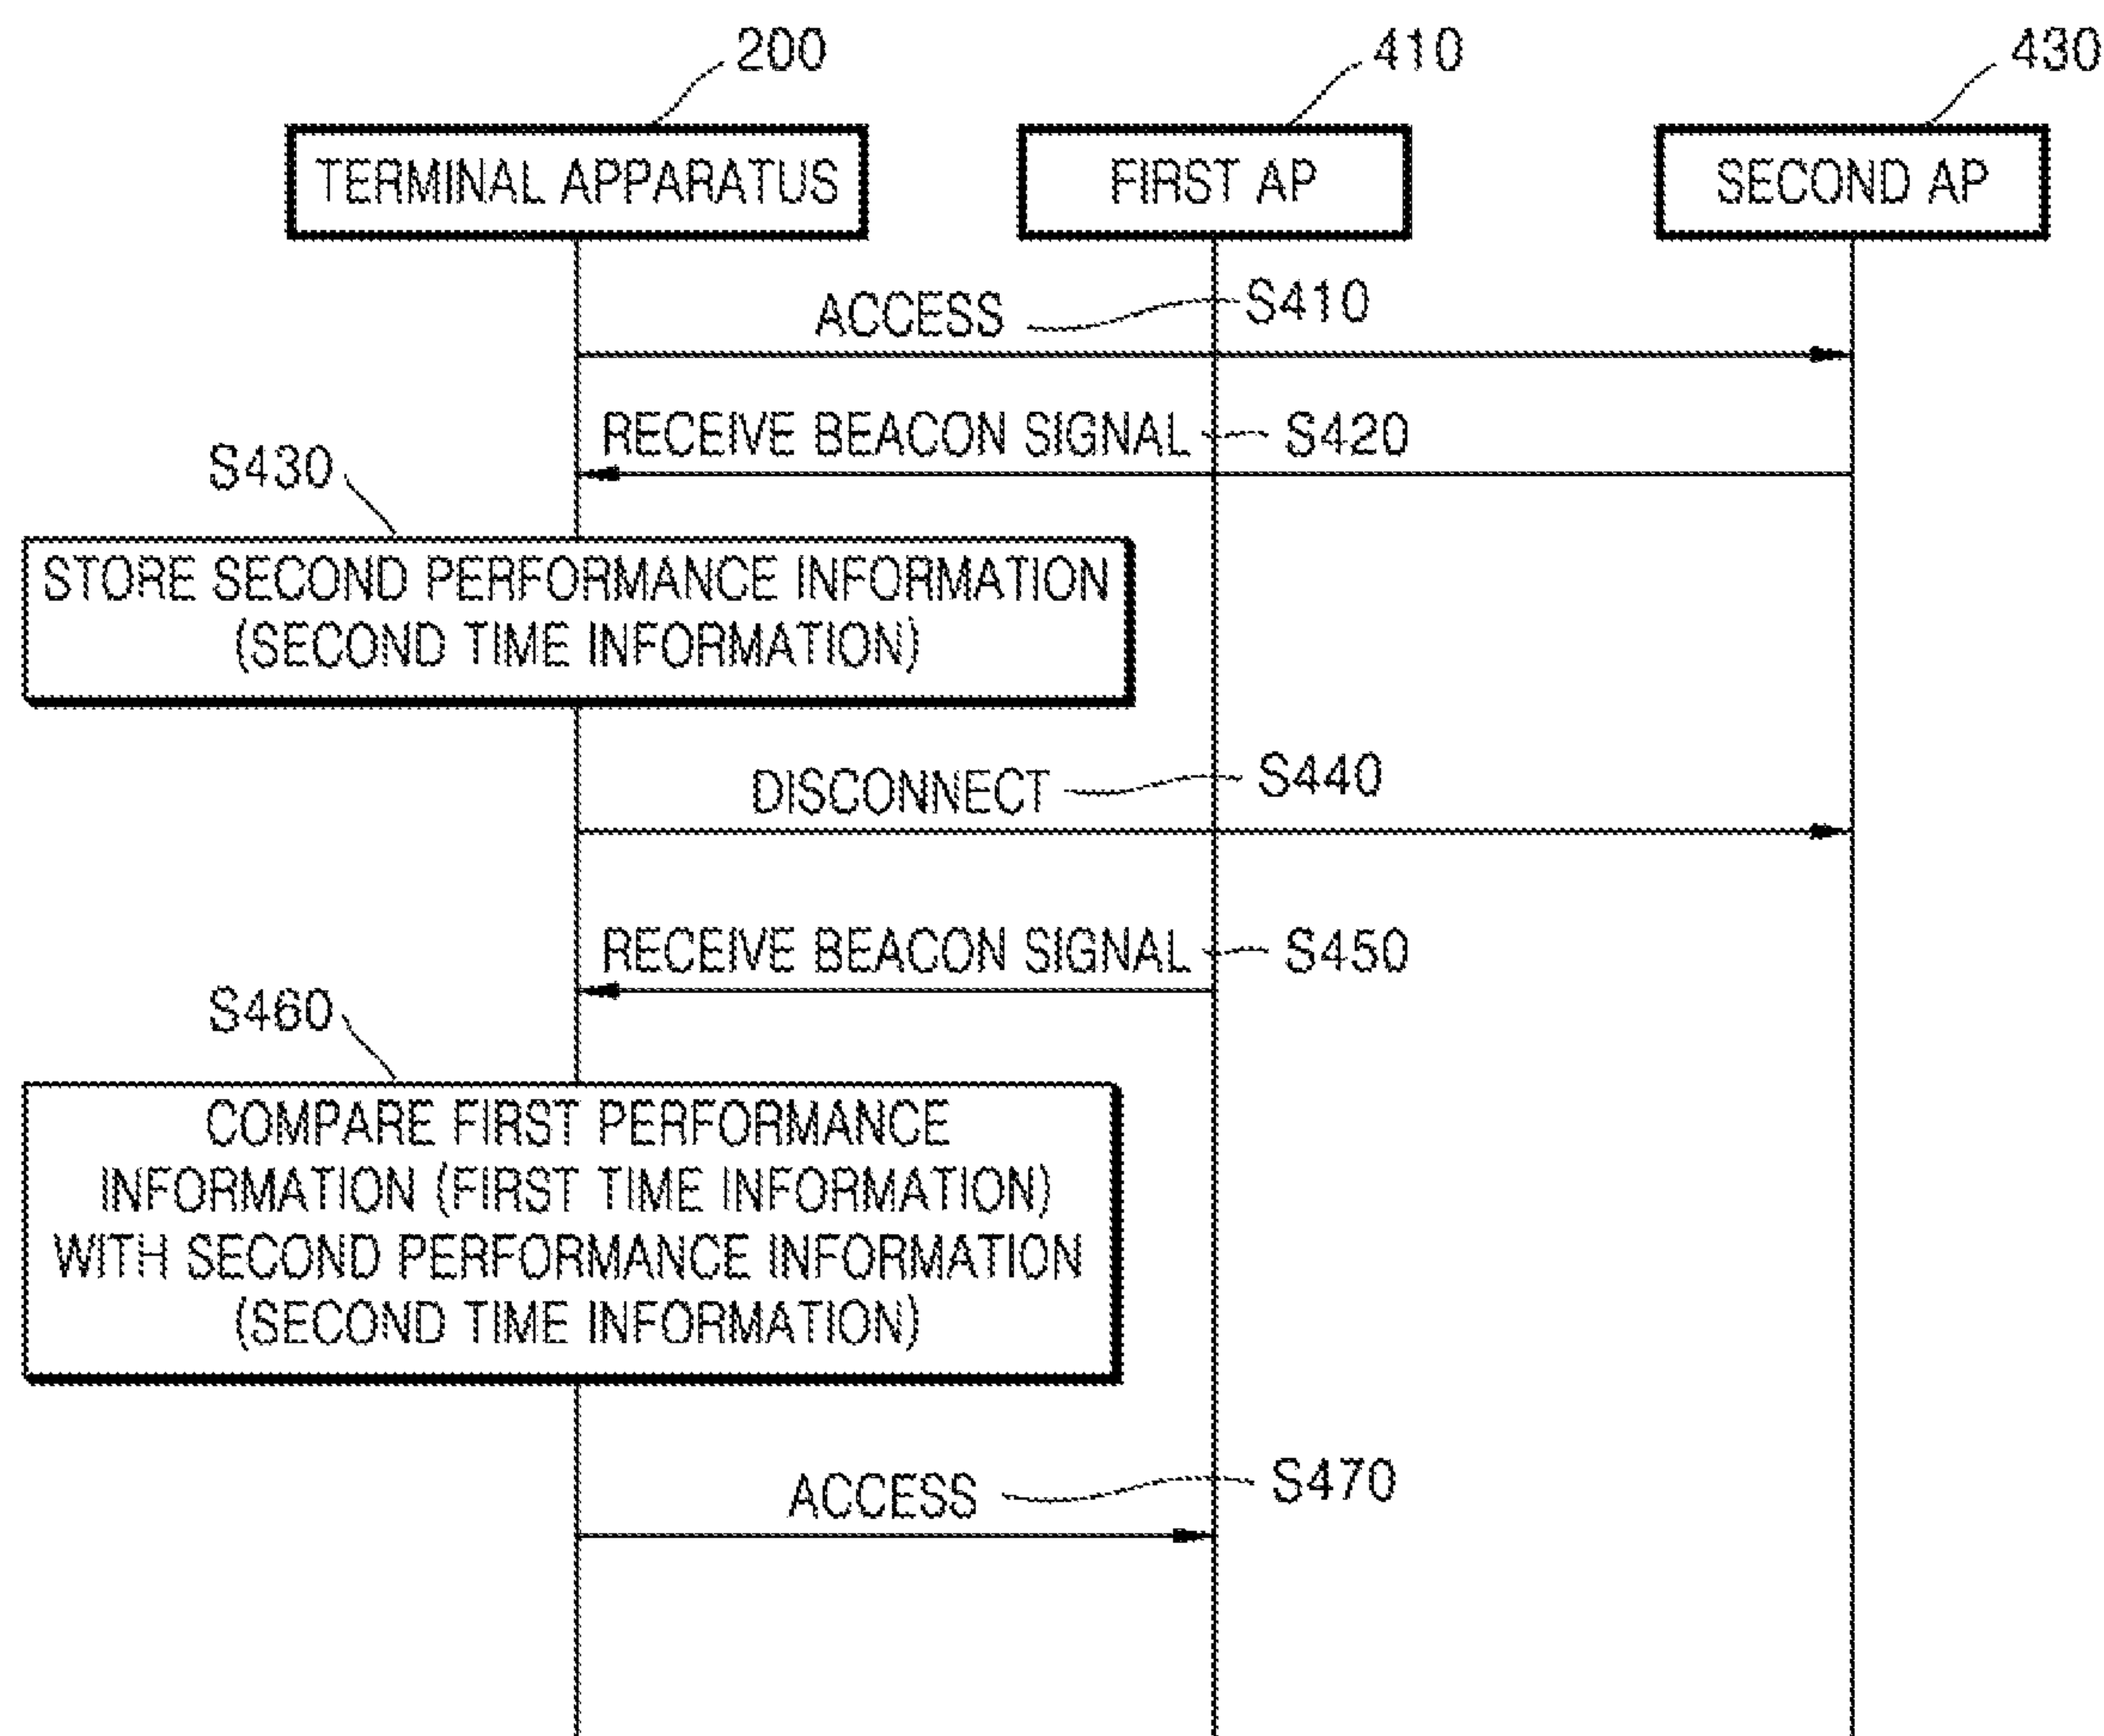 200
410
430
TERMINAL APPARATUS
FIRST AP
SECOND AP
ACCESS
S410
RECEIVE BEACON SIGNAL
S420
S430
STORE SECOND PERFORMANCE INFORMATION
(SECOND TIME INFORMATION)
DISCONNECT
S440
RECEIVE BEACON SIGNAL
S450
S460
COMPARE FIRST PERFORMANCE
INFORMATION (FIRST TIME INFORMATION)
WITH SECOND PERFORMANCE INFORMATION
(SECOND TIME INFORMATION)
ACCESS
S470